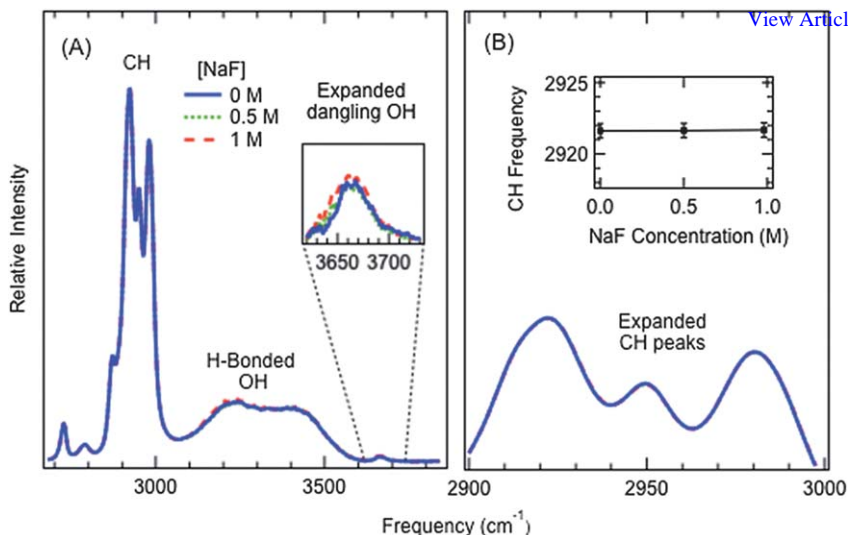 View Articl
(A)
CH
[NaF]
0 M
0.5 M
1 M
Expanded
dangling OH
3650 3700
H-Bonded
OH
Relative Intensity
3000 3500
(B)
2925
2920
CH Frequency
0.0 0.5 1.0
NaF Concentration (M)
Expanded
CH peaks
2900 2950 3000
Frequency (cm⁻¹)